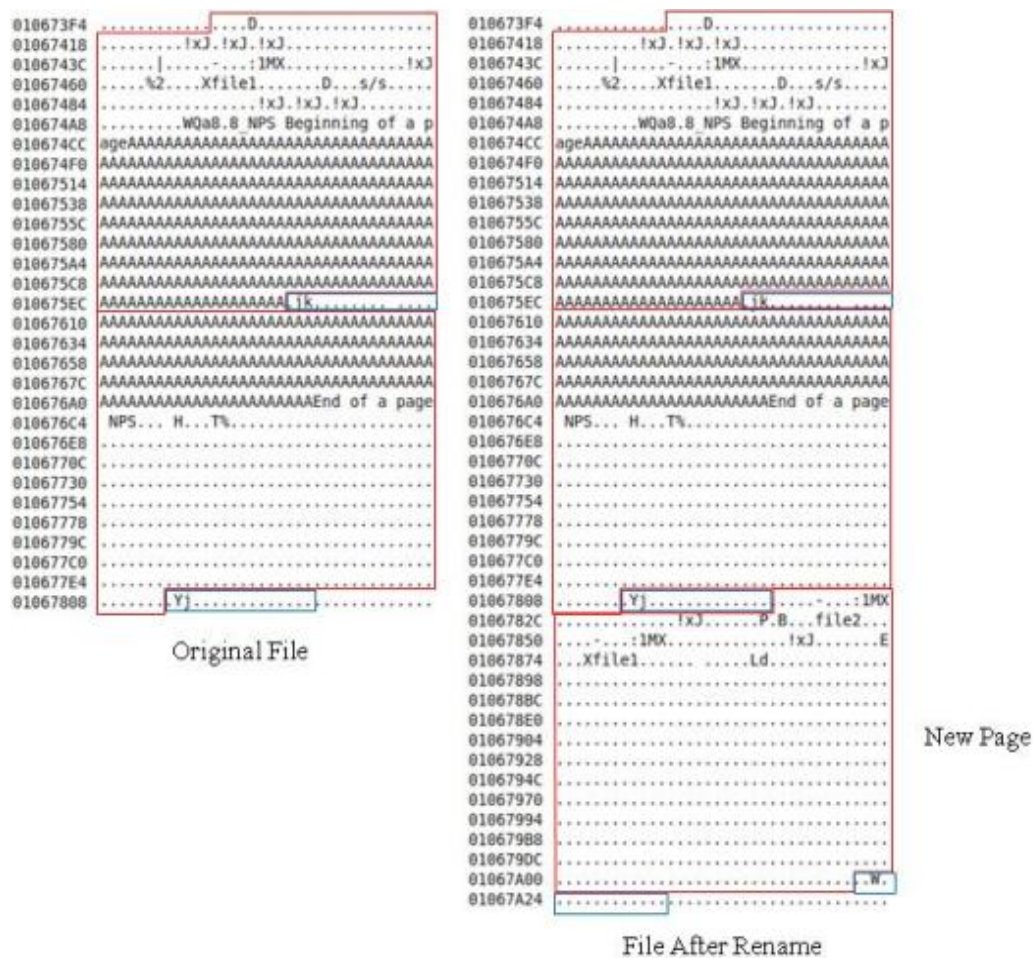 010673F4 ................D...................
01067418 .........!xJ.!xJ.!xJ................
0106743C ......|.....-...:1MX............!xJ
01067460 .....%2....Xfile1.......D...s/s.....
01067484 .................!xJ.!xJ.!xJ........
010674A8 .........WQa8.8_NPS Beginning of a p
010674CC ageAAAAAAAAAAAAAAAAAAAAAAAAAAAAAAAAA
010674F0 AAAAAAAAAAAAAAAAAAAAAAAAAAAAAAAAAAAA
01067514 AAAAAAAAAAAAAAAAAAAAAAAAAAAAAAAAAAAA
01067538 AAAAAAAAAAAAAAAAAAAAAAAAAAAAAAAAAAAA
0106755C AAAAAAAAAAAAAAAAAAAAAAAAAAAAAAAAAAAA
01067580 AAAAAAAAAAAAAAAAAAAAAAAAAAAAAAAAAAAA
010675A4 AAAAAAAAAAAAAAAAAAAAAAAAAAAAAAAAAAAA
010675C8 AAAAAAAAAAAAAAAAAAAAAAAAAAAAAAAAAAAA
010675EC AAAAAAAAAAAAAAAAAAAA.jk........ ....
01067610 AAAAAAAAAAAAAAAAAAAAAAAAAAAAAAAAAAAA
01067634 AAAAAAAAAAAAAAAAAAAAAAAAAAAAAAAAAAAA
01067658 AAAAAAAAAAAAAAAAAAAAAAAAAAAAAAAAAAAA
0106767C AAAAAAAAAAAAAAAAAAAAAAAAAAAAAAAAAAAA
010676A0 AAAAAAAAAAAAAAAAAAAAAAAEnd of a page
010676C4  NPS... H...T%......................
010676E8 ....................................
0106770C ....................................
01067730 ....................................
01067754 ....................................
01067778 ....................................
0106779C ....................................
010677C0 ....................................
010677E4 ....................................
01067808 ........Yj..........................
Original File
010673F4 ................D...................
01067418 .........!xJ.!xJ.!xJ................
0106743C ......|.....-...:1MX............!xJ
01067460 .....%2....Xfile1.......D...s/s.....
01067484 .................!xJ.!xJ.!xJ........
010674A8 .........WQa8.8_NPS Beginning of a p
010674CC ageAAAAAAAAAAAAAAAAAAAAAAAAAAAAAAAAA
010674F0 AAAAAAAAAAAAAAAAAAAAAAAAAAAAAAAAAAAA
01067514 AAAAAAAAAAAAAAAAAAAAAAAAAAAAAAAAAAAA
01067538 AAAAAAAAAAAAAAAAAAAAAAAAAAAAAAAAAAAA
0106755C AAAAAAAAAAAAAAAAAAAAAAAAAAAAAAAAAAAA
01067580 AAAAAAAAAAAAAAAAAAAAAAAAAAAAAAAAAAAA
010675A4 AAAAAAAAAAAAAAAAAAAAAAAAAAAAAAAAAAAA
010675C8 AAAAAAAAAAAAAAAAAAAAAAAAAAAAAAAAAAAA
010675EC AAAAAAAAAAAAAAAAAAAA.jk........ ....
01067610 AAAAAAAAAAAAAAAAAAAAAAAAAAAAAAAAAAAA
01067634 AAAAAAAAAAAAAAAAAAAAAAAAAAAAAAAAAAAA
01067658 AAAAAAAAAAAAAAAAAAAAAAAAAAAAAAAAAAAA
0106767C AAAAAAAAAAAAAAAAAAAAAAAAAAAAAAAAAAAA
010676A0 AAAAAAAAAAAAAAAAAAAAAAAEnd of a page
010676C4  NPS... H...T%......................
010676E8 ....................................
0106770C ....................................
01067730 ....................................
01067754 ....................................
01067778 ....................................
0106779C ....................................
010677C0 ....................................
010677E4 ....................................
01067808 ........Yj..................-...:1MX
0106782C .............!xJ......P.B...file2...
01067850 ....-...:1MX.............!xJ.......E
01067874 ...Xfile1...... .....Ld.............
01067898 ....................................
010678BC ....................................
010678E0 ....................................
01067904 ....................................
01067928 ....................................
0106794C ....................................
01067970 ....................................
01067994 ....................................
010679B8 ....................................
010679DC ....................................
01067A00 ..................................W.
01067A24 ....................................
New Page
File After Rename